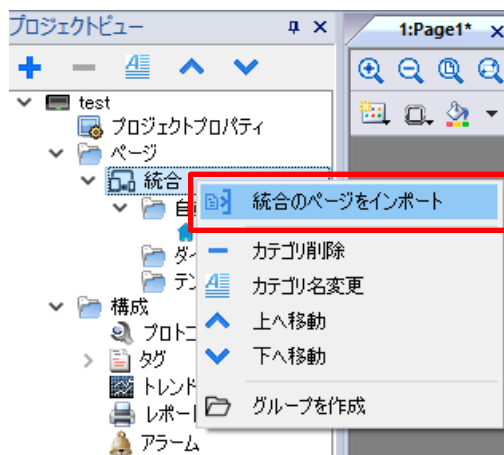 プロジェクトビュー
1:Page1*
test
プロジェクトプロパティ
ページ
統合
統合のページをインポート
カテゴリ削除
カテゴリ名変更
上へ移動
下へ移動
グループを作成
構成
タグ
アラーム